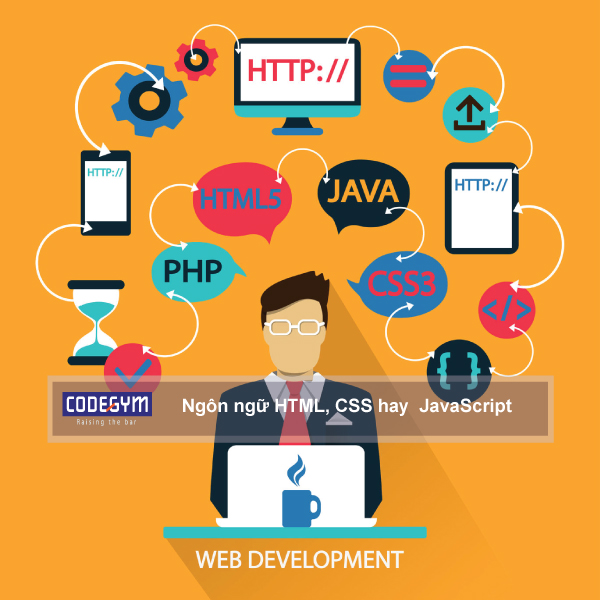 HTTP://
HTTP://
HTTP://
HTML5
JAVA
PHP
CSS3
</>
{ }
CODEGYM
Raising the bar
Ngôn ngữ HTML, CSS hay JavaScript
WEB DEVELOPMENT